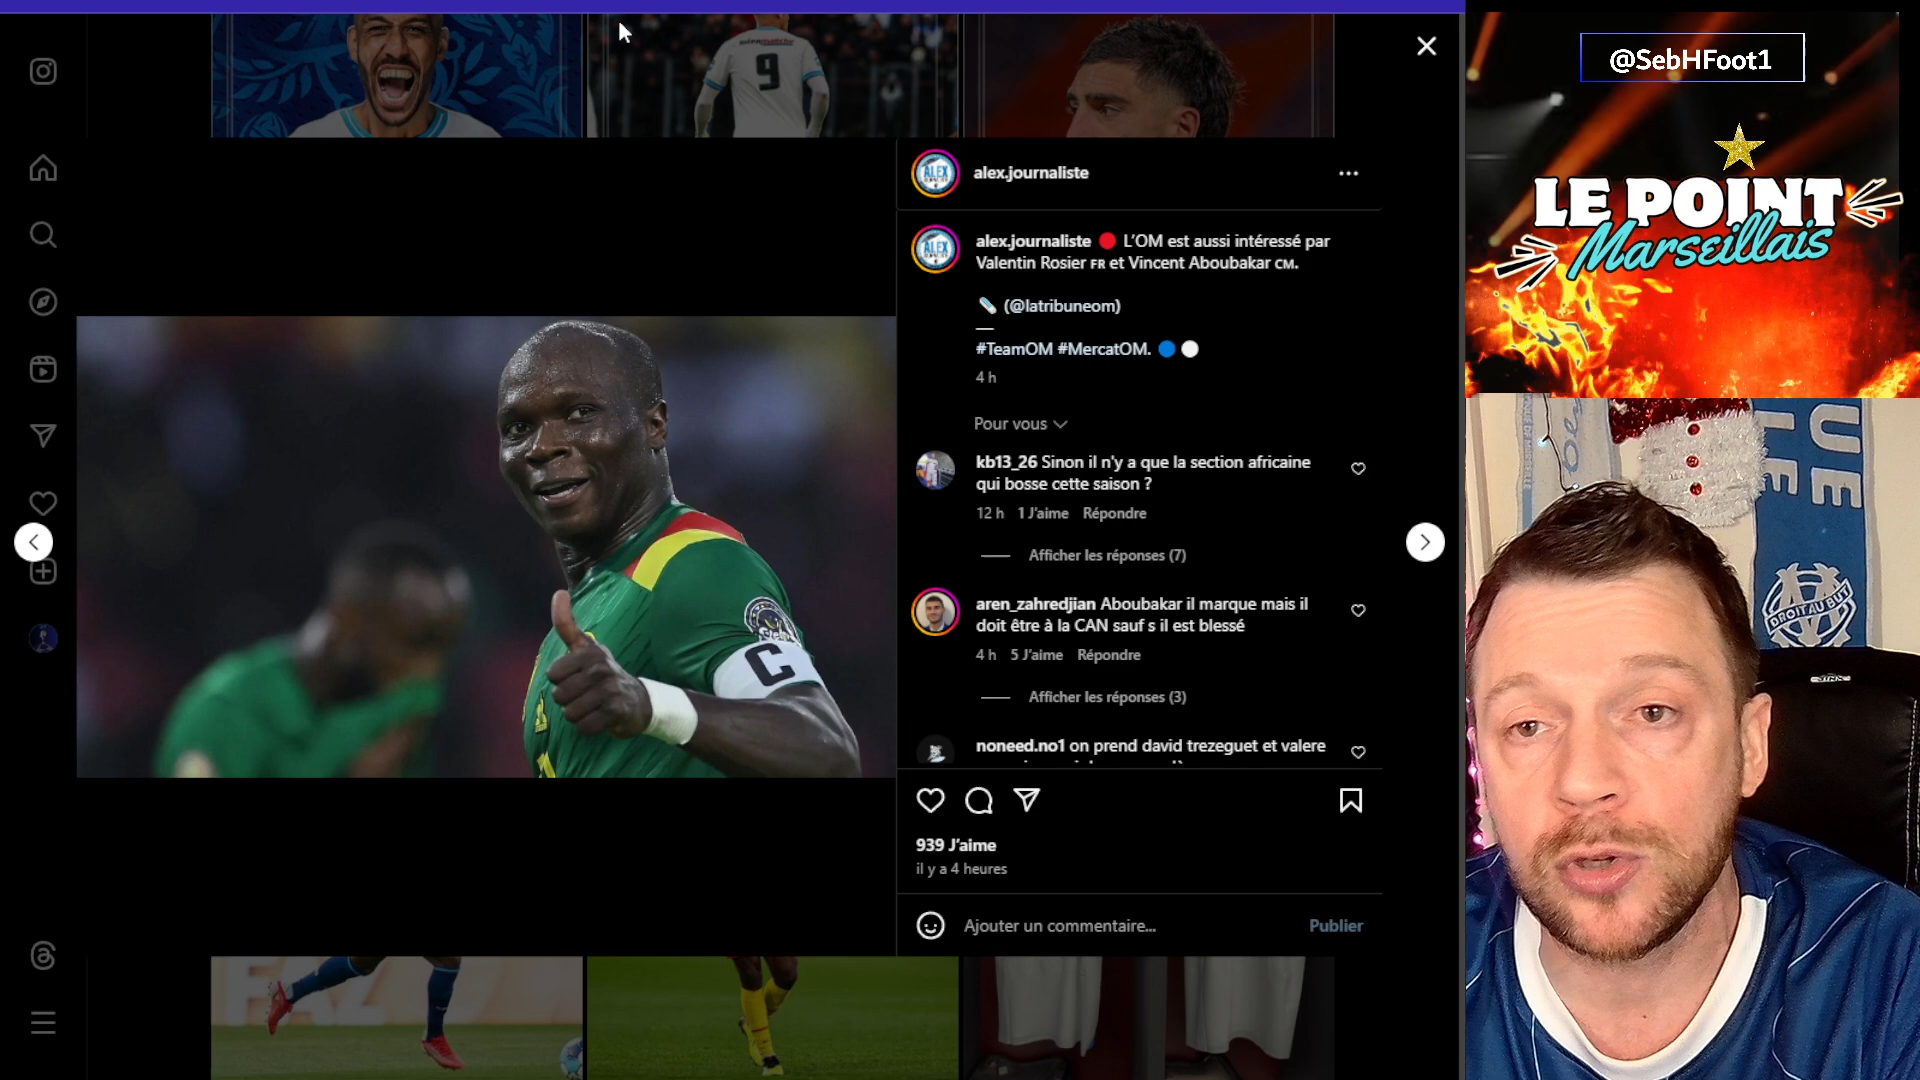 9
@SebHFoot1
LE POINT
Marseillais
alex.journaliste
alex.journaliste 🔴 L'OM est aussi intéressé par
Valentin Rosier FR et Vincent Aboubakar CM.
(@latribuneom)
—
#TeamOM #MercatOM. 🔵⚪
4 h
Pour vous
kb13_26 Sinon il n'y a que la section africaine
qui bosse cette saison ?
12 h 1 J'aime Répondre
Afficher les réponses (7)
aren_zahredjian Aboubakar il marque mais il
doit être à la CAN sauf s il est blessé
4 h 5 J'aime Répondre
Afficher les réponses (3)
noneed.no1 on prend david trezeguet et valere
939 J'aime
il y a 4 heures
Ajouter un commentaire...
Publier
C
ALEX
ALEX
UE
DROIT AU BUT